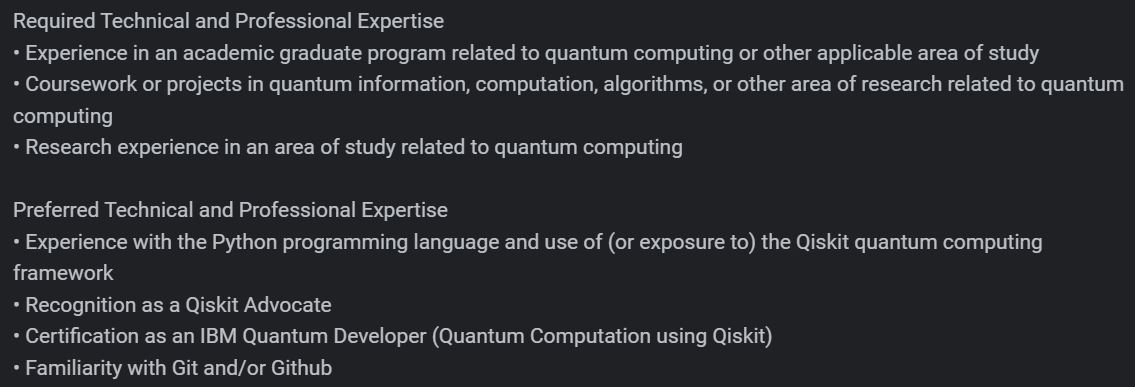 Required Technical and Professional Expertise
• Experience in an academic graduate program related to quantum computing or other applicable area of study
• Coursework or projects in quantum information, computation, algorithms, or other area of research related to quantum
computing
• Research experience in an area of study related to quantum computing
Preferred Technical and Professional Expertise
• Experience with the Python programming language and use of (or exposure to) the Qiskit quantum computing
framework
• Recognition as a Qiskit Advocate
• Certification as an IBM Quantum Developer (Quantum Computation using Qiskit)
• Familiarity with Git and/or Github